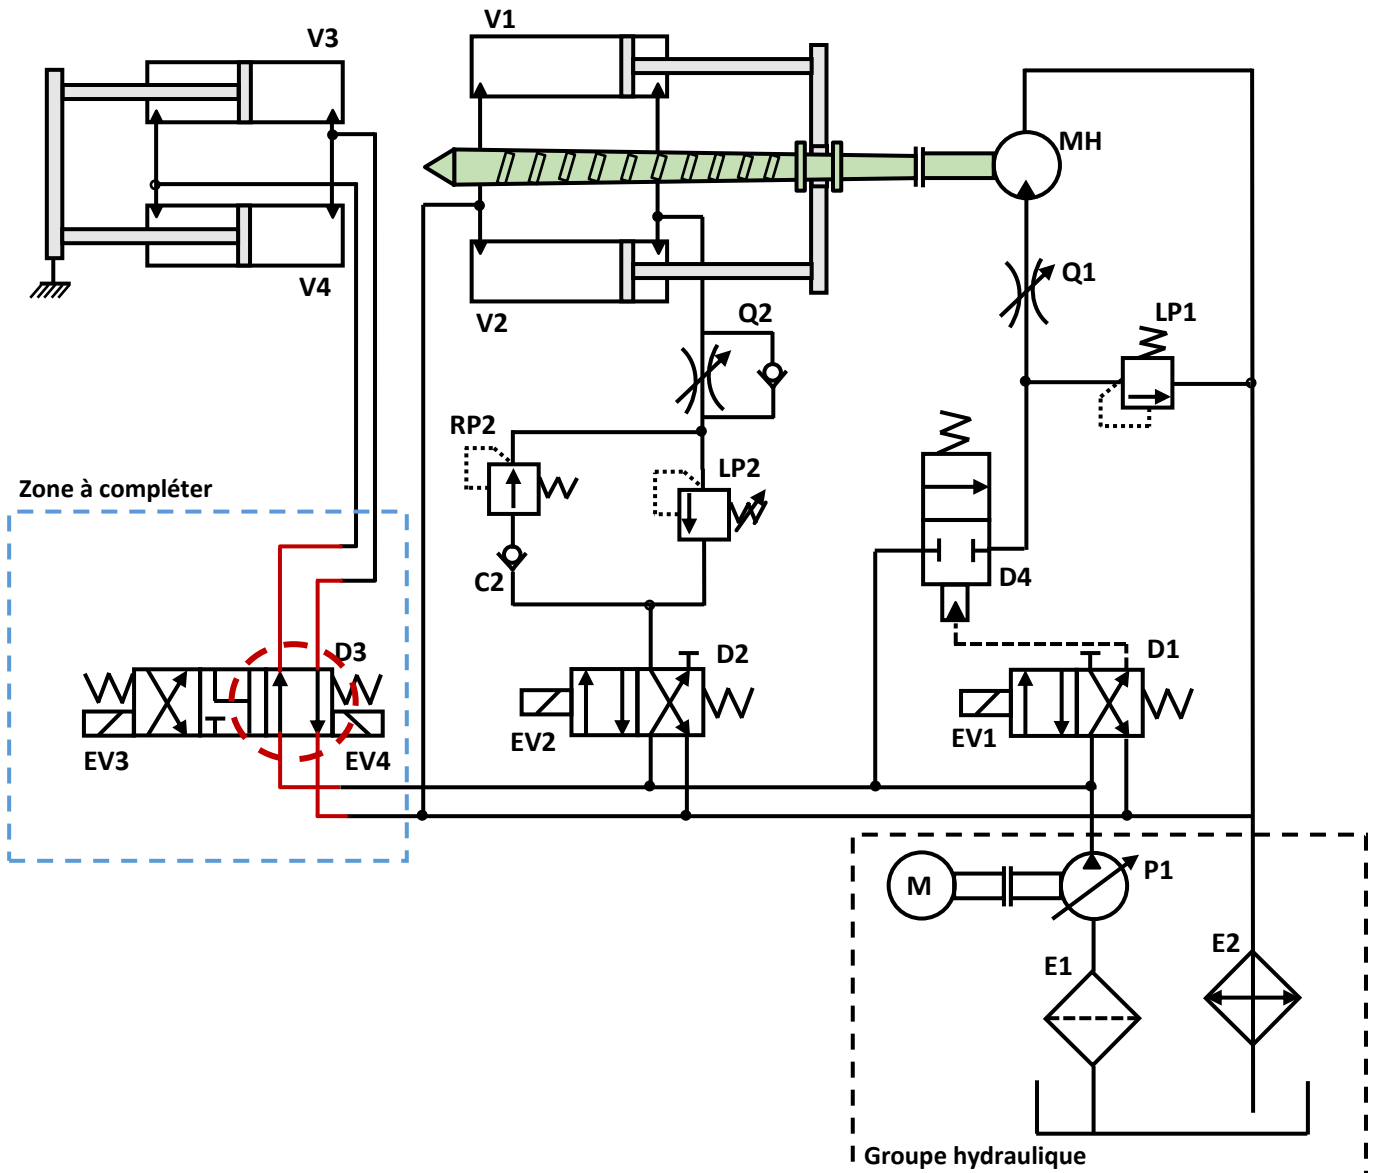 V1
V3
MH
Q1
V4
V2
Q2
LP1
RP2
LP2
Zone à compléter
C2
D4
D3
D2
D1
EV3
EV4
EV2
EV1
M
P1
E1
E2
Groupe hydraulique